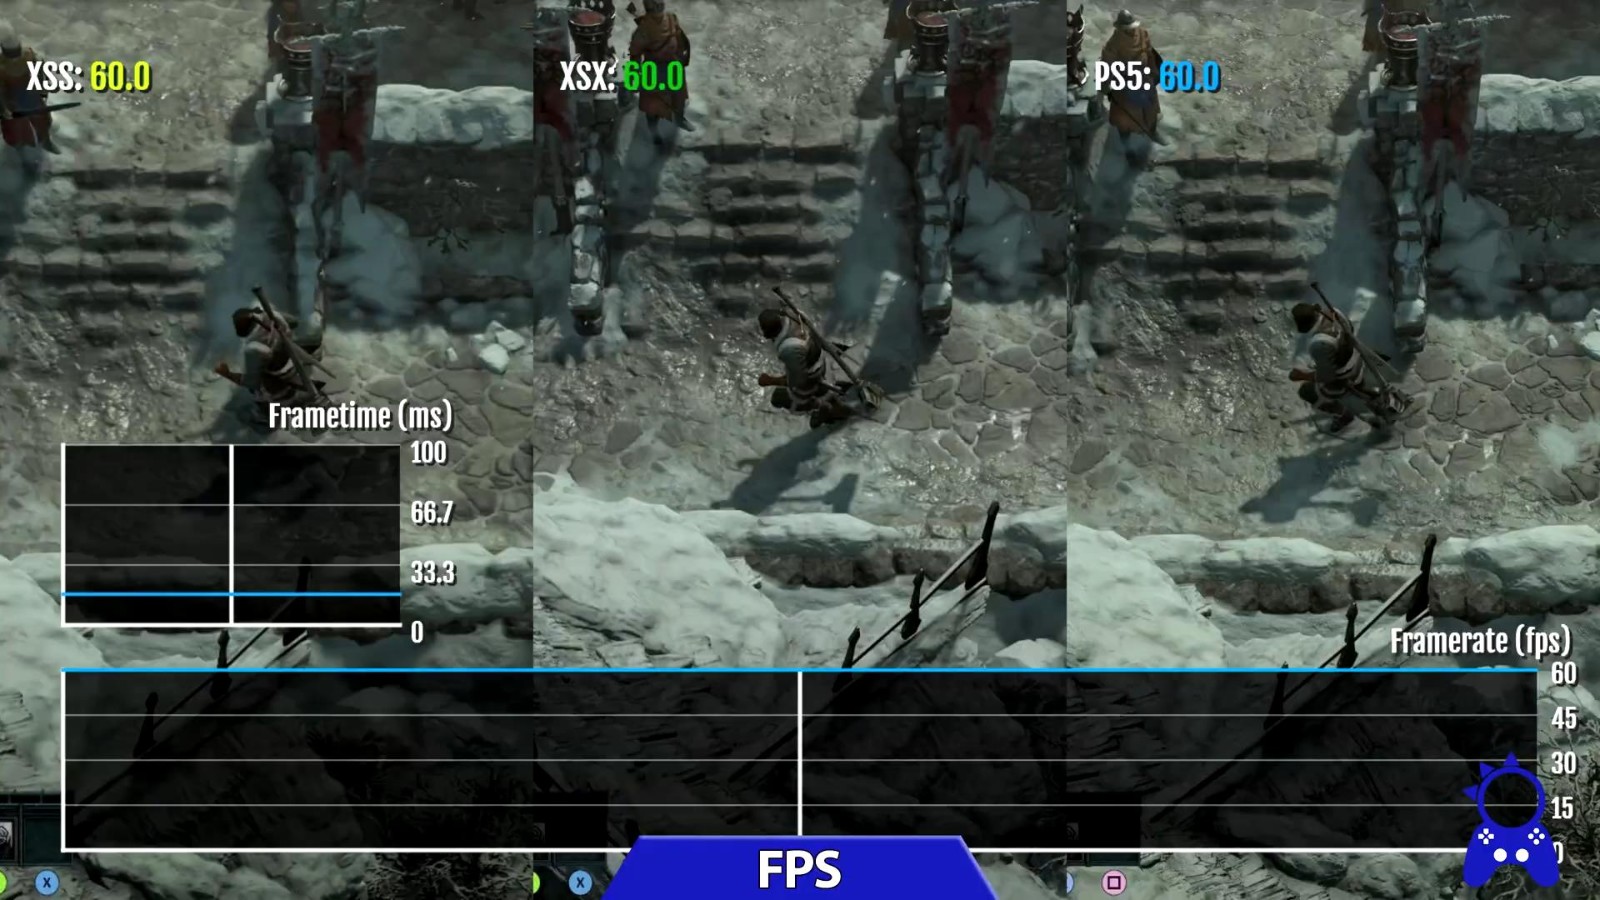 XSS: 60.0
XSX: 60.0
PS5: 60.0
Frametime (ms)
100
66.7
33.3
0
Framerate (fps)
60
45
30
15
0
FPS
X
X